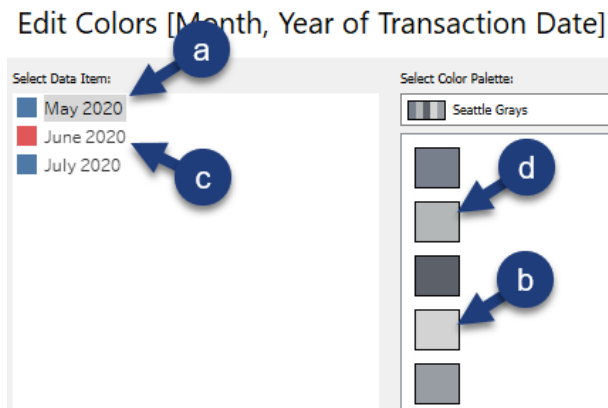 Edit Colors [Month, Year of Transaction Date]
a
Select Data Item:
May 2020
June 2020
July 2020
c
Select Color Palette:
Seattle Grays
d
b